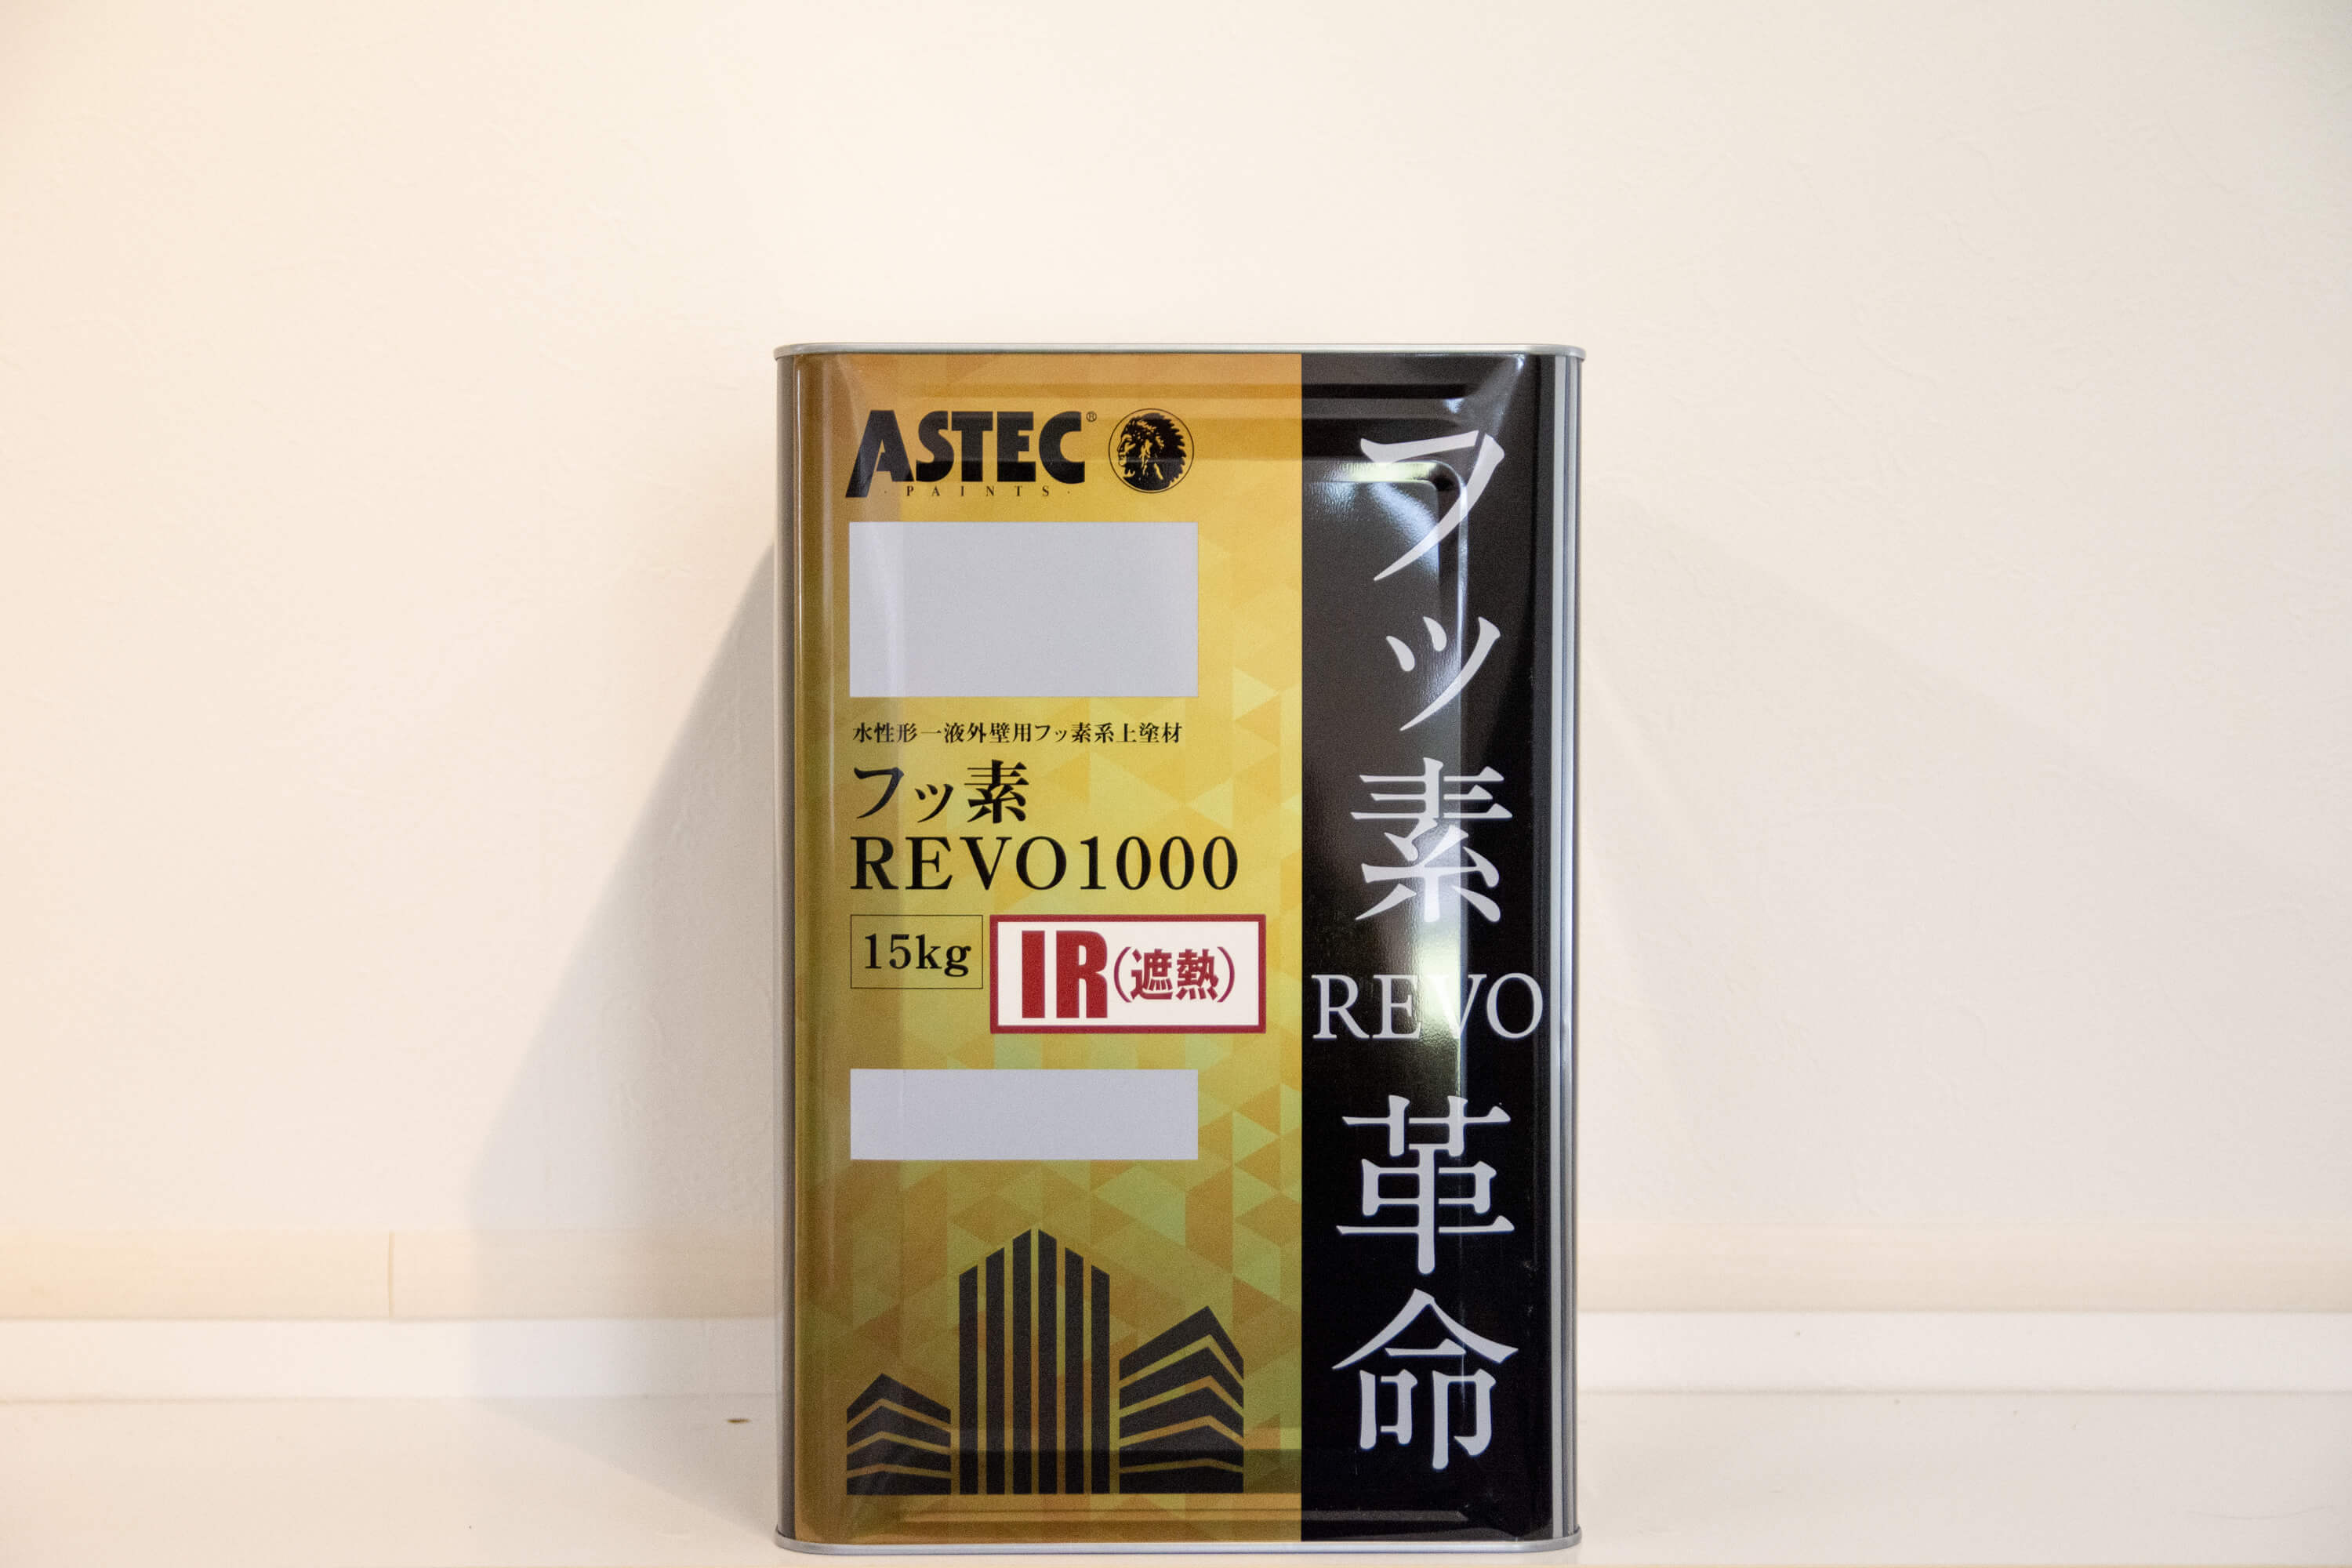 ASTEC®
·PAINTS·
水性形一液外壁用フッ素系上塗材
フッ素
REVO1000
15kg
IR(遮熱)
フッ素
REVO
革命